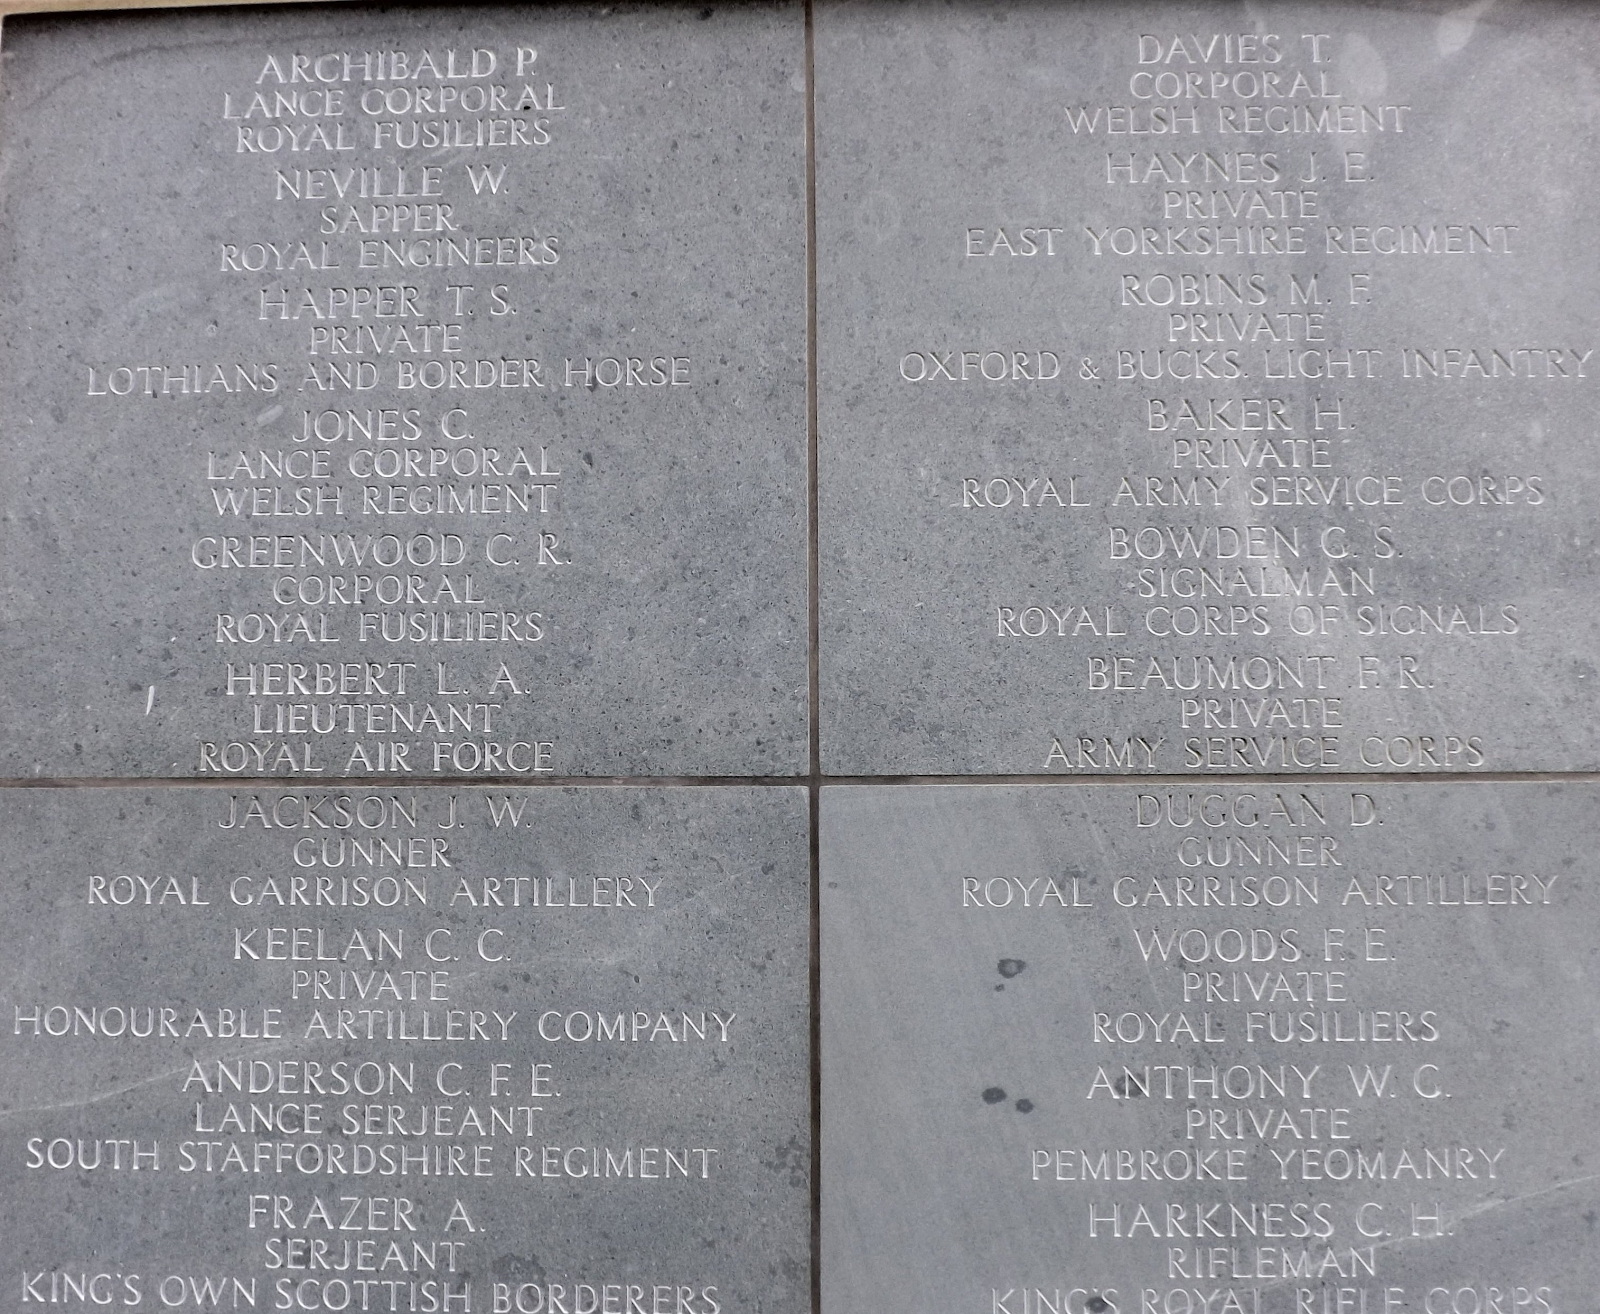 ARCHIBALD P.
LANCE CORPORAL
ROYAL FUSILIERS
NEVILLE W.
SAPPER
ROYAL ENGINEERS
HAPPER T. S.
PRIVATE
LOTHIANS AND BORDER HORSE
JONES C.
LANCE CORPORAL
WELSH REGIMENT
GREENWOOD C. R.
CORPORAL
ROYAL FUSILIERS
HERBERT L. A.
LIEUTENANT
ROYAL AIR FORCE
JACKSON J. W.
GUNNER
ROYAL GARRISON ARTILLERY
KEELAN C. C.
PRIVATE
HONOURABLE ARTILLERY COMPANY
ANDERSON C. F. E.
LANCE SERJEANT
SOUTH STAFFORDSHIRE REGIMENT
FRAZER A.
SERJEANT
KING'S OWN SCOTTISH BORDERERS
DAVIES T.
CORPORAL
WELSH REGIMENT
HAYNES J. E.
PRIVATE
EAST YORKSHIRE REGIMENT
ROBINS M. F.
PRIVATE
OXFORD & BUCKS. LIGHT INFANTRY
BAKER H.
PRIVATE
ROYAL ARMY SERVICE CORPS
BOWDEN G. S.
SIGNALMAN
ROYAL CORPS OF SIGNALS
BEAUMONT F. R.
PRIVATE
ARMY SERVICE CORPS
DUGGAN D.
GUNNER
ROYAL GARRISON ARTILLERY
WOODS F. E.
PRIVATE
ROYAL FUSILIERS
ANTHONY W. G.
PRIVATE
PEMBROKE YEOMANRY
HARKNESS C. H.
RIFLEMAN
KING'S ROYAL RIFLE CORPS